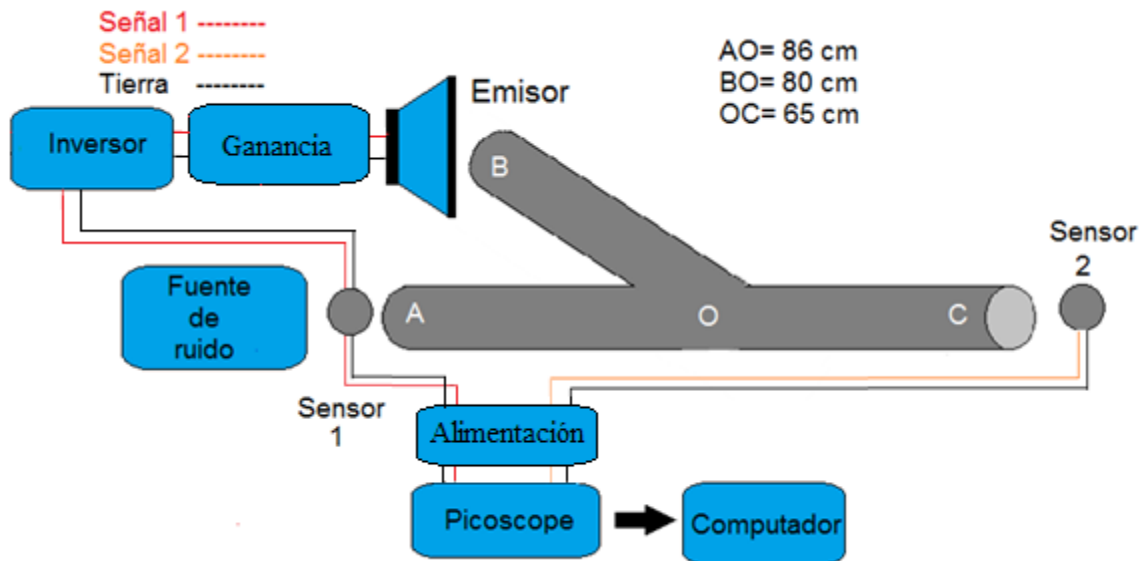 Señal 1 --------
Señal 2 --------
Tierra --------
AO= 86 cm
BO= 80 cm
OC= 65 cm
Emisor
Inversor
Ganancia
B
Sensor
2
Fuente
de
ruido
A
O
C
Sensor
1
Alimentación
Picoscope
Computador